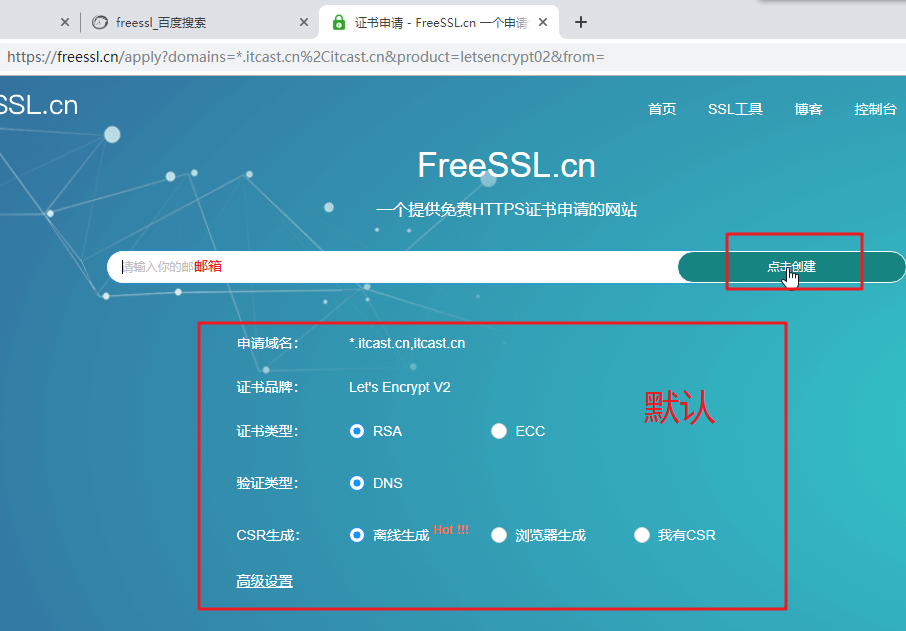 freessl_百度搜索
证书申请 - FreeSSL.cn 一个申请
https://freessl.cn/apply?domains=*.itcast.cn%2Citcast.cn&product=letsencrypt02&from=
SSL.cn
首页 SSL工具 博客 控制台
FreeSSL.cn
一个提供免费HTTPS证书申请的网站
请输入你的邮邮箱
点击创建
申请域名: *.itcast.cn,itcast.cn
证书品牌: Let's Encrypt V2
默认
证书类型: RSA ECC
验证类型: DNS
CSR生成: 离线生成 Hot !!! 浏览器生成 我有CSR
高级设置